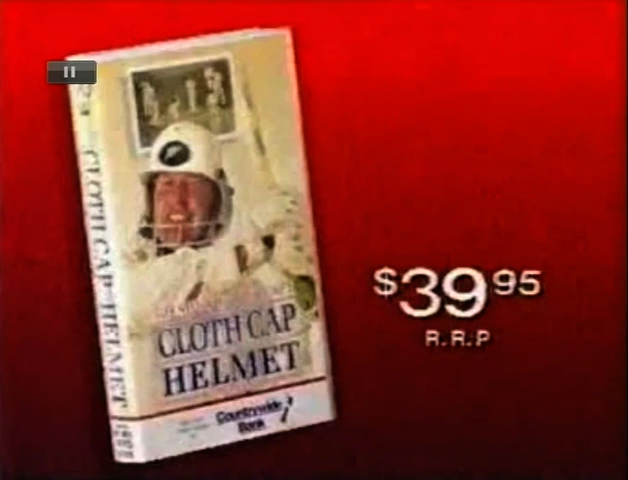 CLOTH CAP HELMET
CLOTH CAP
HELMET
Countrywide
Bank
$39 95
R.R.P